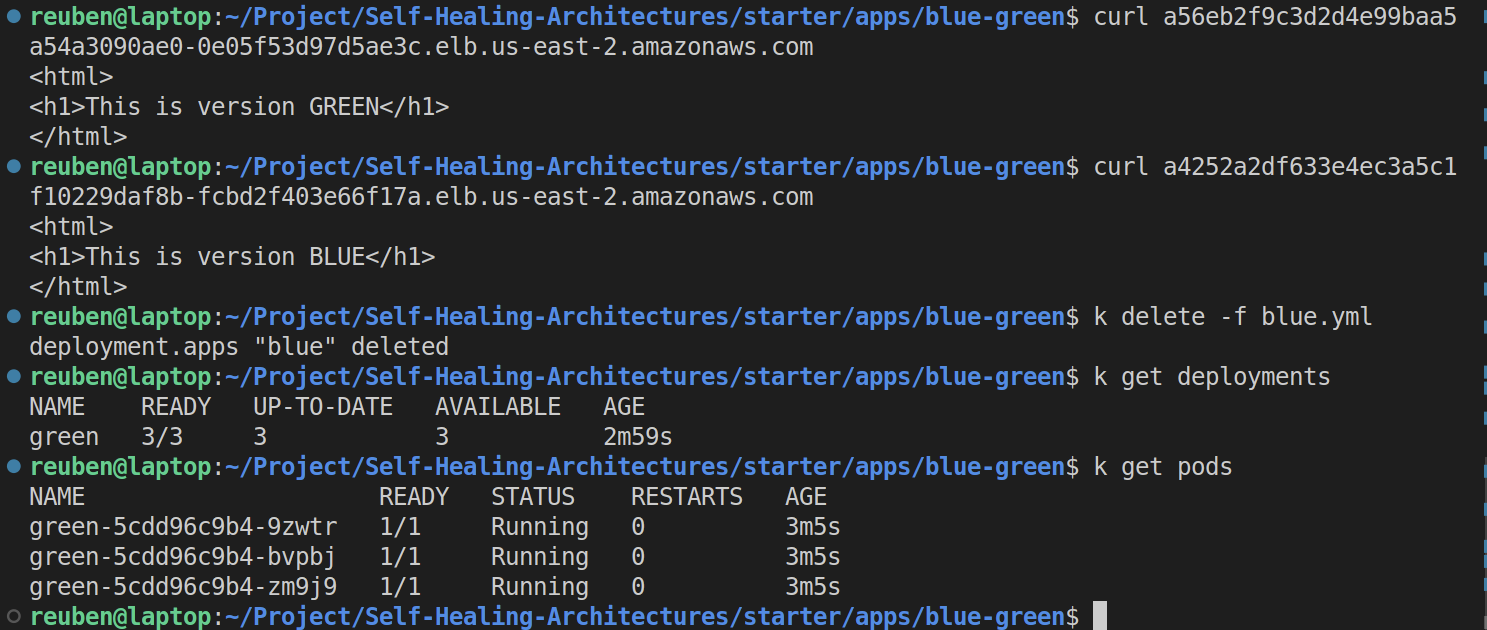 reuben@laptop:~/Project/Self-Healing-Architectures/starter/apps/blue-green$ curl a56eb2f9c3d2d4e99baa5
a54a3090ae0-0e05f53d97d5ae3c.elb.us-east-2.amazonaws.com
<html>
<h1>This is version GREEN</h1>
</html>
reuben@laptop:~/Project/Self-Healing-Architectures/starter/apps/blue-green$ curl a4252a2df633e4ec3a5c1
f10229daf8b-fcbd2f403e66f17a.elb.us-east-2.amazonaws.com
<html>
<h1>This is version BLUE</h1>
</html>
reuben@laptop:~/Project/Self-Healing-Architectures/starter/apps/blue-green$ k delete -f blue.yml
deployment.apps "blue" deleted
reuben@laptop:~/Project/Self-Healing-Architectures/starter/apps/blue-green$ k get deployments
NAME    READY   UP-TO-DATE   AVAILABLE   AGE
green   3/3     3            3           2m59s
reuben@laptop:~/Project/Self-Healing-Architectures/starter/apps/blue-green$ k get pods
NAME                     READY   STATUS    RESTARTS   AGE
green-5cdd96c9b4-9zwtr   1/1     Running   0          3m5s
green-5cdd96c9b4-bvpbj   1/1     Running   0          3m5s
green-5cdd96c9b4-zm9j9   1/1     Running   0          3m5s
reuben@laptop:~/Project/Self-Healing-Architectures/starter/apps/blue-green$